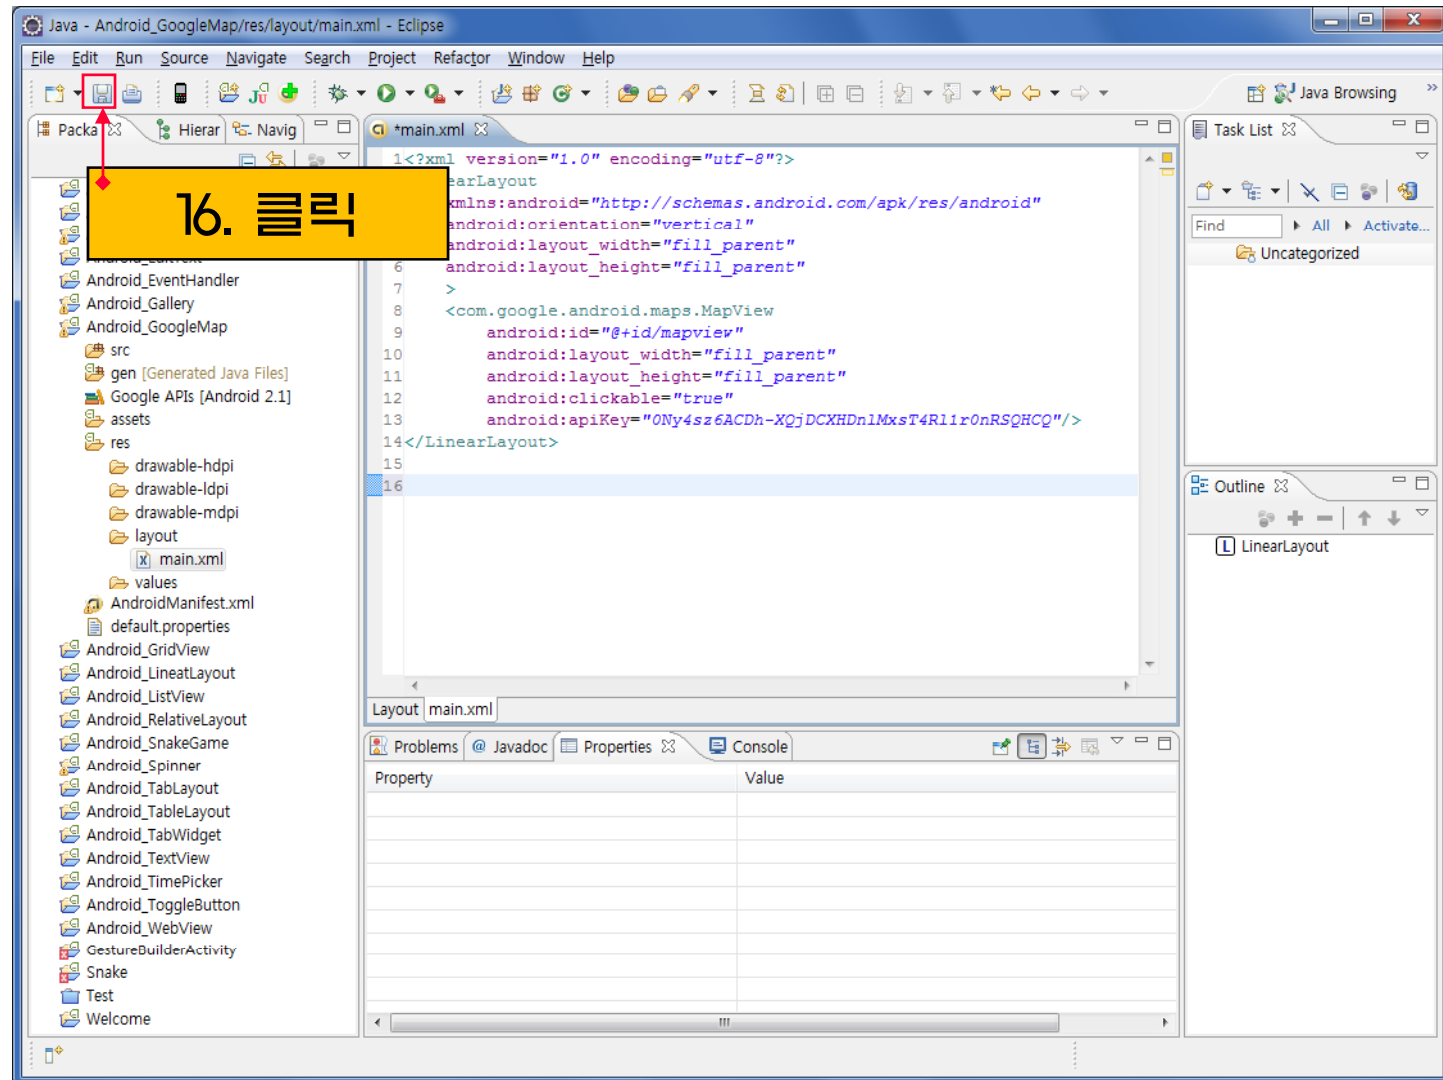 Java - Android_GoogleMap/res/layout/main.xml - Eclipse
File Edit Run Source Navigate Search Project Refactor Window Help
Java Browsing
Packa
Hierar
Navig
16. 클릭
Android_EventHandler
Android_Gallery
Android_GoogleMap
src
gen [Generated Java Files]
Google APIs [Android 2.1]
assets
res
drawable-hdpi
drawable-ldpi
drawable-mdpi
layout
main.xml
values
AndroidManifest.xml
default.properties
Android_GridView
Android_LineatLayout
Android_ListView
Android_RelativeLayout
Android_SnakeGame
Android_Spinner
Android_TabLayout
Android_TableLayout
Android_TabWidget
Android_TextView
Android_TimePicker
Android_ToggleButton
Android_WebView
GestureBuilderActivity
Snake
Test
Welcome
*main.xml
1<?xml version="1.0" encoding="utf-8"?>
earLayout
xmlns:android="http://schemas.android.com/apk/res/android"
android:orientation="vertical"
android:layout_width="fill_parent"
6 android:layout_height="fill_parent"
7 >
8 <com.google.android.maps.MapView
9 android:id="@+id/mapview"
10 android:layout_width="fill_parent"
11 android:layout_height="fill_parent"
12 android:clickable="true"
13 android:apiKey="0Ny4sz6ACDh-XQjDCXHDnlMxsT4Rl1r0nRSQHCQ"/>
14</LinearLayout>
15
16
Layout main.xml
Problems @ Javadoc Properties Console
Property Value
Task List
Find All Activate...
Uncategorized
Outline
LinearLayout